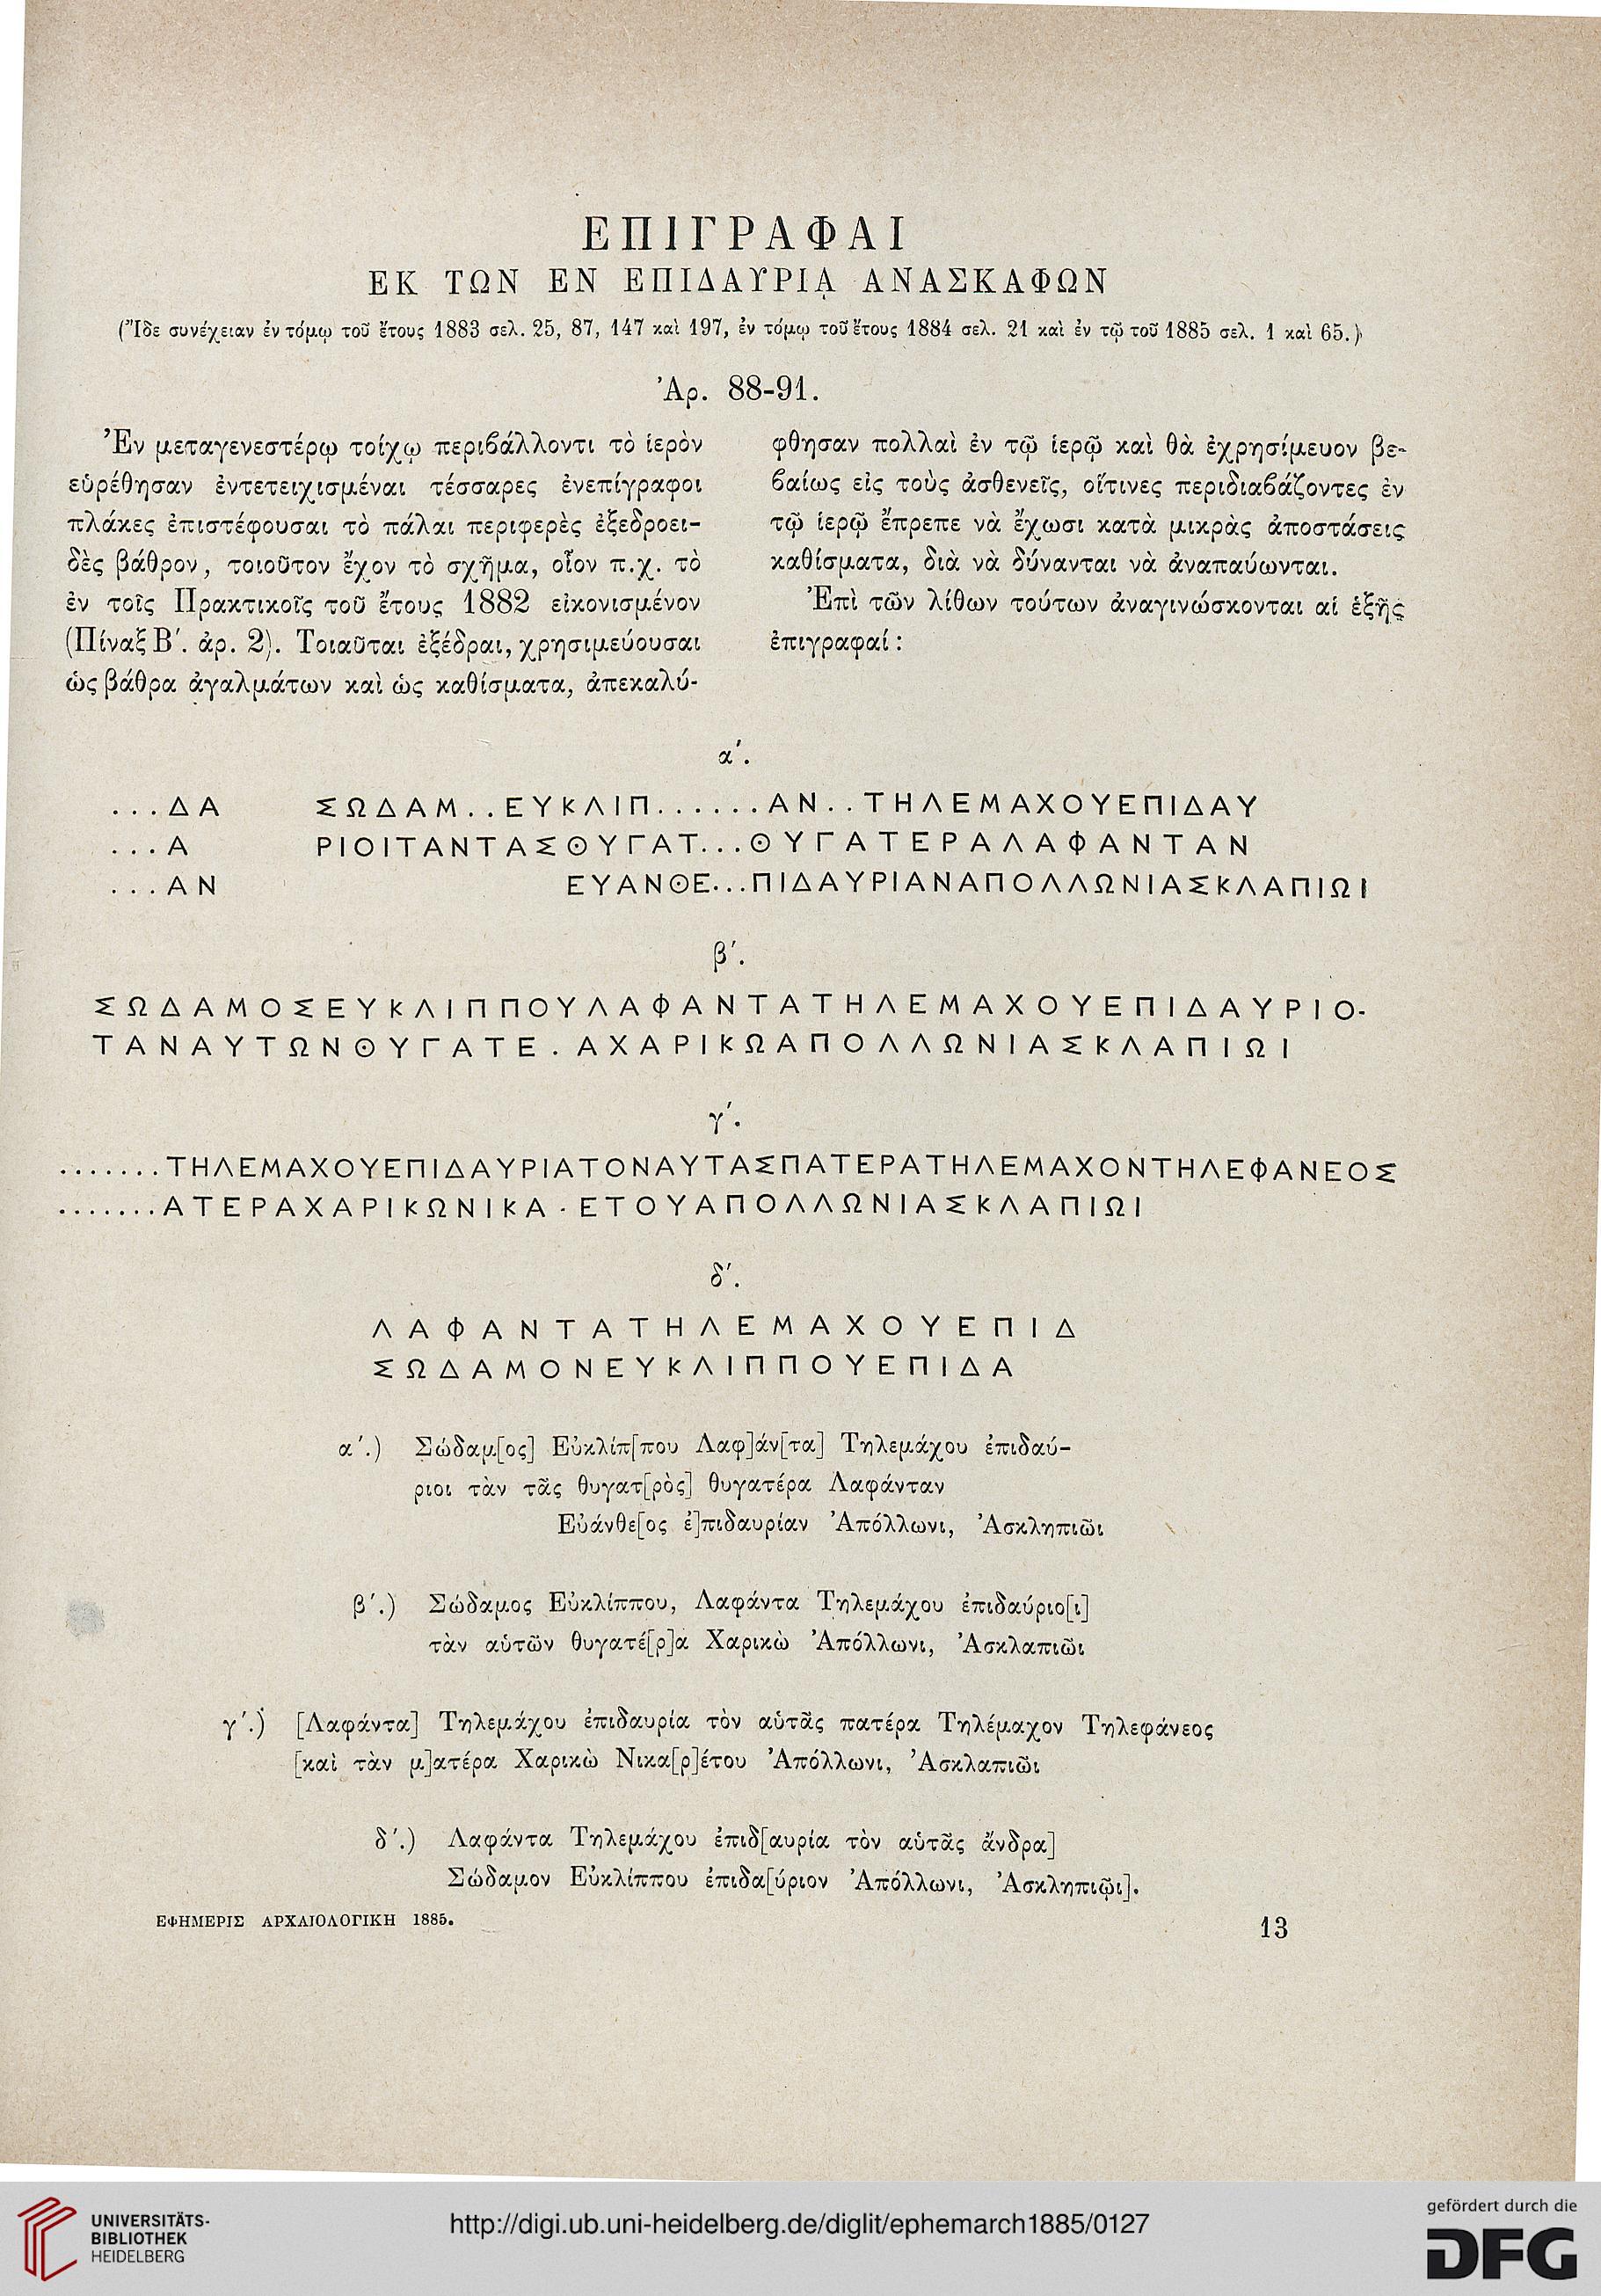 ΕΠΙΓΡΑΦΑΙ
ΕΚ ΤΩΝ ΕΝ ΕΠΙΔΑΥΡΙᾼ ΑΝΑΣΚΑΦΩΝ
(Ἴδε συνέχειαν ἐν τόμῳ τοῦ ἔτους 1883 σελ. 25, 87, 147 καὶ 197, ἐν τόμῳ τοῦ ἔτους 1884 σελ. 21 καὶ ἐν τῷ τοῦ 1885 σελ. 1 καὶ 65.)
Ἀρ. 88-91.
Ἐν μεταγενεστέρῳ τοίχῳ περιβάλλοντι τὸ ἱερὸν
εὑρέθησαν ἐντετειχισμέναι τέσσαρες ἐνεπίγραφοι
πλάκες ἐπιστέφουσαι τὸ πάλαι περιφερὲς ἐξεδροει-
δὲς βάθρον, τοιοῦτον ἔχον τὸ σχῆμα, οἷον π.χ. τὸ
ἐν τοῖς Πρακτικοῖς τοῦ ἔτους 1882 εἰκονισμένον
(Πίναξ Β΄. ἀρ. 2). Τοιαῦται ἐξέδραι, χρησιμεύουσαι
ὡς βάθρα ἀγαλμάτων καὶ ὡς καθίσματα, ἀπεκαλύ-
φθησαν πολλαὶ ἐν τῷ ἱερῷ καὶ θὰ ἐχρησίμευον βε-
βαίως εἰς τοὺς ἀσθενεῖς, οἵτινες περιδιαβάζοντες ἐν
τῷ ἱερῷ ἔπρεπε νὰ ἔχωσι κατὰ μικρὰς ἀποστάσεις
καθίσματα, διὰ νὰ δύνανται νὰ ἀναπαύωνται.
Ἐπὶ τῶν λίθων τούτων ἀναγινώσκονται αἱ ἑξῆς
ἐπιγραφαί:
α΄.
...ΔΑ ΣΩΔΑΜ..ΕΥΚΛΙΠ......ΑΝ..ΤΗΛΕΜΑΧΟΥΕΠΙΔΑΥ
...Α ΡΙΟΙΤΑΝΤΑΣΘΥΓΑΤ...ΘΥΓΑΤΕΡΑΛΑΦΑΝΤΑΝ
...ΑΝ ΕΥΑΝΘΕ...ΠΙΔΑΥΡΙΑΝΑΠΟΛΛΩΝΙΑΣΚΛΑΠΙΩΙ
β΄.
ΣΩΔΑΜΟΣΕΥΚΛΙΠΠΟΥΛΑΦΑΝΤΑΤΗΛΕΜΑΧΟΥΕΠΙΔΑΥΡΙΟ.
ΤΑΝΑΥΤΩΝΘΥΓΑΤΕ.ΑΧΑΡΙΚΩΑΠΟΛΛΩΝΙΑΣΚΛΑΠΙΩΙ
γ΄.
.......ΤΗΛΕΜΑΧΟΥΕΠΙΔΑΥΡΙΑΤΟΝΑΥΤΑΣΠΑΤΕΡΑΤΗΛΕΜΑΧΟΝΤΗΛΕΦΑΝΕΟΣ
.......ΑΤΕΡΑΧΑΡΙΚΩΝΙΚΑ.ΕΤΟΥΑΠΟΛΛΩΝΙΑΣΚΛΑΠΙΩΙ
δ΄.
ΛΑΦΑΝΤΑΤΗΛΕΜΑΧΟΥΕΠΙΔ
ΣΩΔΑΜΟΝΕΥΚΛΙΠΠΟΥΕΠΙΔΑ
α΄.) Σώδαμ[ος] Εὐκλίπ[που Λαφ]άν[τα] Τηλεμάχου ἐπιδαύ-
ριοι τὰν τᾶς θυγατ[ρὸς] θυγατέρα Λαφάνταν
Εὐάνθε[ος ἐ]πιδαυρίαν Ἀπόλλωνι, Ἀσκληπιῶι
β΄.) Σώδαμος Εὐκλίππου, Λαφάντα Τηλεμάχου ἐπιδαύριο[ι]
τὰν αὑτῶν θυγατέ[ρ]α Χαρικὼ Ἀπόλλωνι, Ἀσκλαπιῶι
γ΄.) [Λαφάντα] Τηλεμάχου ἐπιδαυρία τὸν αὑτᾶς πατέρα Τηλέμαχον Τηλεφάνεος
[καὶ τὰν μ]ατέρα Χαρικὼ Νικα[ρ]έτου Ἀπόλλωνι, Ἀσκλαπιῶι
δ΄.) Λαφάντα Τηλεμάχου ἐπιδ[αυρία τὸν αὑτᾶς ἄνδρα]
Σώδαμον Εὐκλίππου ἐπιδα[ύριον Ἀπόλλωνι, Ἀσκληπιῷι].
ΕΦΗΜΕΡΙΣ ΑΡΧΑΙΟΛΟΓΙΚΗ 1885.
13
UNIVERSITÄTS-
BIBLIOTHEK
HEIDELBERG
http://digi.ub.uni-heidelberg.de/diglit/ephemarch1885/0127
gefördert durch die
DFG